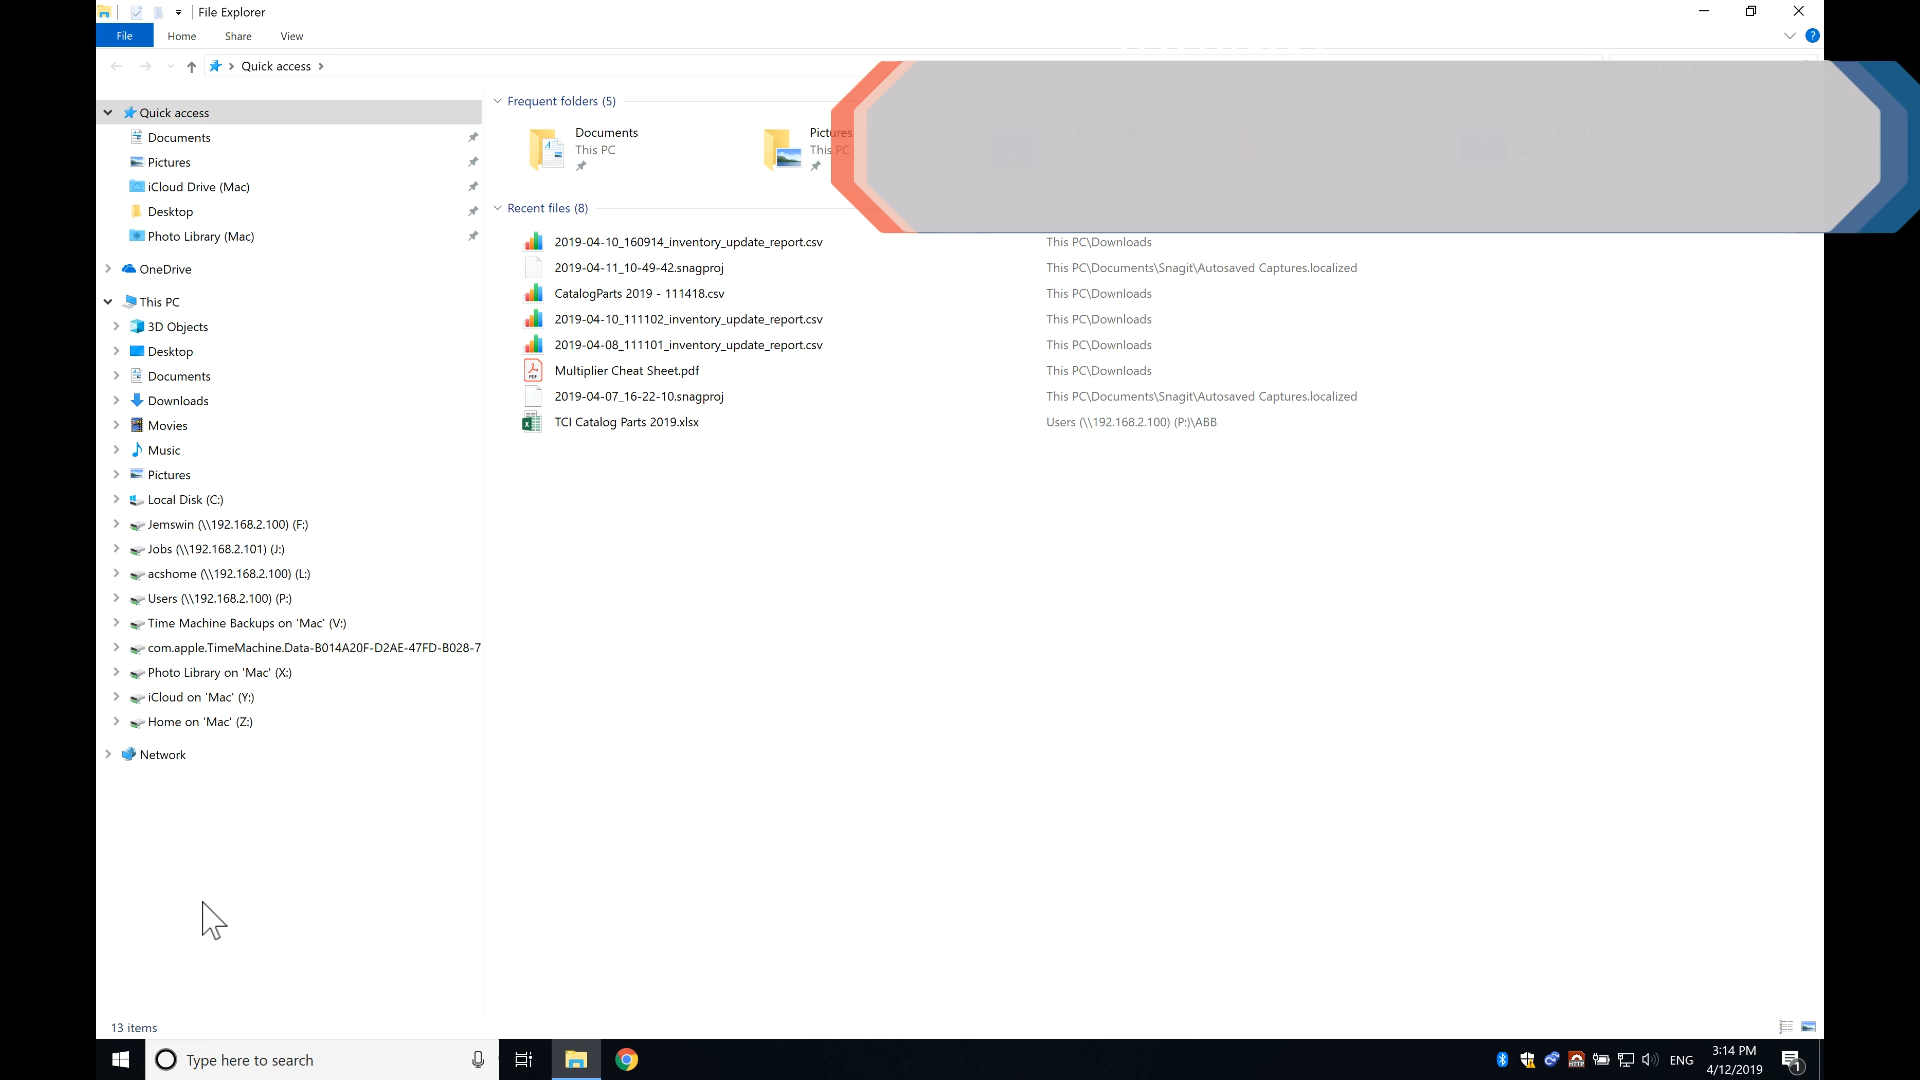 File Explorer
File Home Share View
Quick access
Quick access
Documents
Pictures
iCloud Drive (Mac)
Desktop
Photo Library (Mac)
OneDrive
This PC
3D Objects
Desktop
Documents
Downloads
Movies
Music
Pictures
Local Disk (C:)
Jemswin (\\192.168.2.100) (F:)
Jobs (\\192.168.2.101) (J:)
acshome (\\192.168.2.100) (L:)
Users (\\192.168.2.100) (P:)
Time Machine Backups on 'Mac' (V:)
com.apple.TimeMachine.Data-B014A20F-D2AE-47FD-B028-7
Photo Library on 'Mac' (X:)
iCloud on 'Mac' (Y:)
Home on 'Mac' (Z:)
Network
Frequent folders (5)
Documents
This PC
Pictures
This PC
Recent files (8)
2019-04-10_160914_inventory_update_report.csv This PC\Downloads
2019-04-11_10-49-42.snagproj This PC\Documents\Snagit\Autosaved Captures.localized
CatalogParts 2019 - 111418.csv This PC\Downloads
2019-04-10_111102_inventory_update_report.csv This PC\Downloads
2019-04-08_111101_inventory_update_report.csv This PC\Downloads
Multiplier Cheat Sheet.pdf This PC\Downloads
2019-04-07_16-22-10.snagproj This PC\Documents\Snagit\Autosaved Captures.localized
TCI Catalog Parts 2019.xlsx Users (\\192.168.2.100) (P:)\ABB
13 items
Type here to search
ENG
3:14 PM
4/12/2019
1